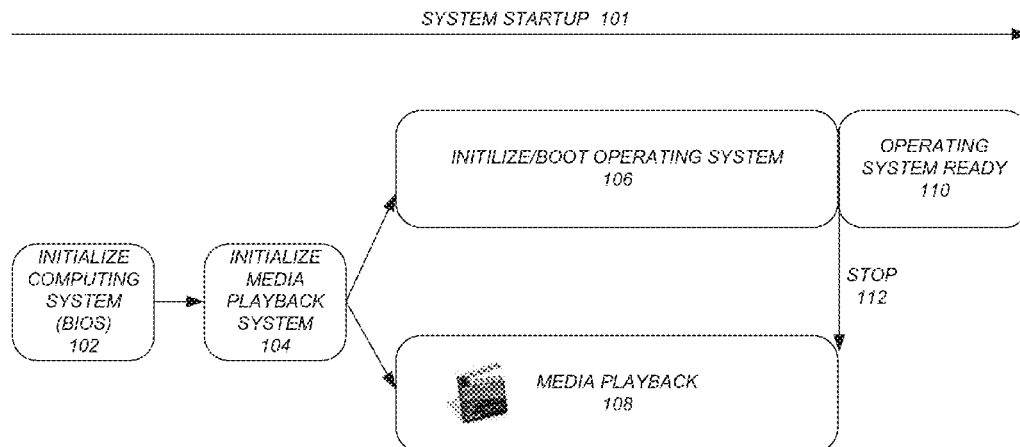 SYSTEM STARTUP 101
INITILIZE/BOOT OPERATING SYSTEM
106
OPERATING
SYSTEM READY
110
INITIALIZE
COMPUTING
SYSTEM
(BIOS)
102
INITIALIZE
MEDIA
PLAYBACK
SYSTEM
104
STOP
112
MEDIA PLAYBACK
108